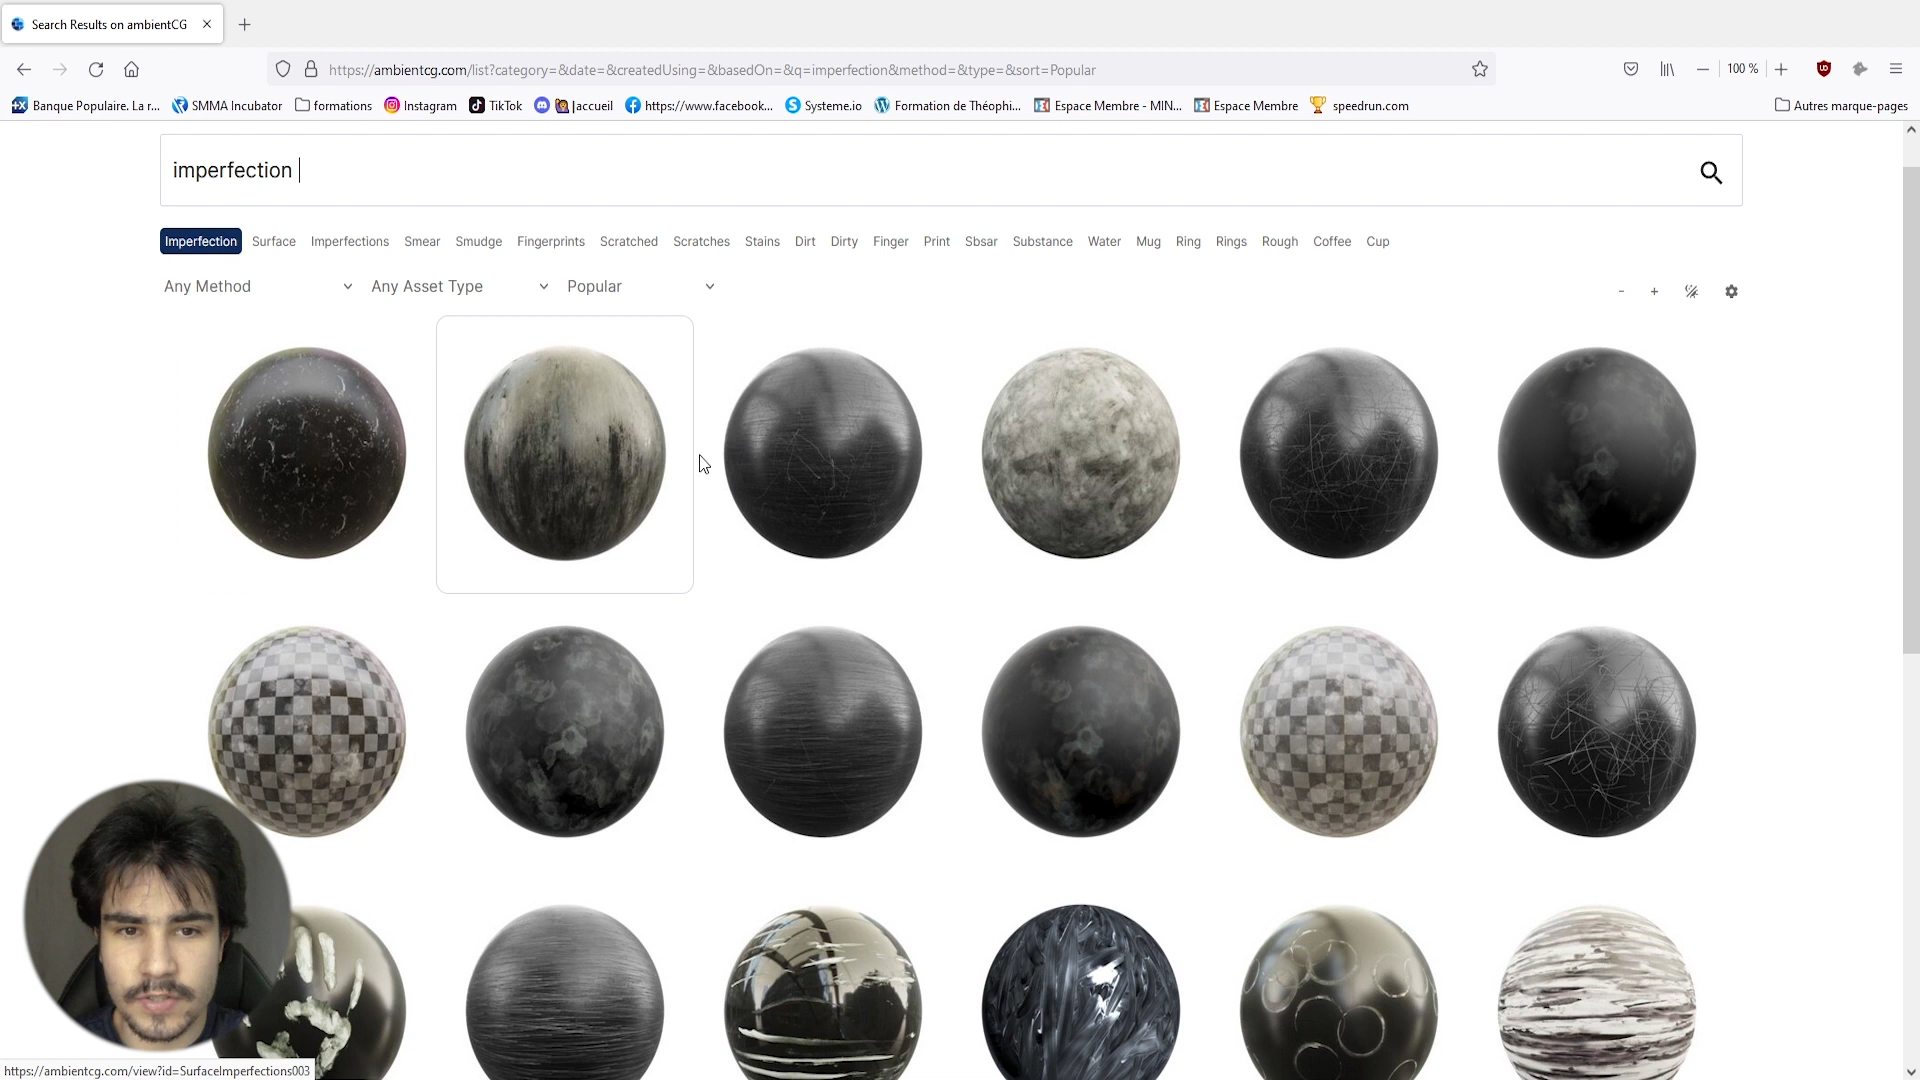 Search Results on ambientCG
https://ambientcg.com/list?category=&date=&createdUsing=&basedOn=&q=imperfection&method=&type=&sort=Popular
100 %
Banque Populaire. La r... SMMA Incubator formations Instagram TikTok |accueil https://www.facebook... Systeme.io Formation de Théophi... Espace Membre - MIN... Espace Membre speedrun.com Autres marque-pages
imperfection
Imperfection Surface Imperfections Smear Smudge Fingerprints Scratched Scratches Stains Dirt Dirty Finger Print Sbsar Substance Water Mug Ring Rings Rough Coffee Cup
Any Method Any Asset Type Popular - +
https://ambientcg.com/view?id=SurfaceImperfections003